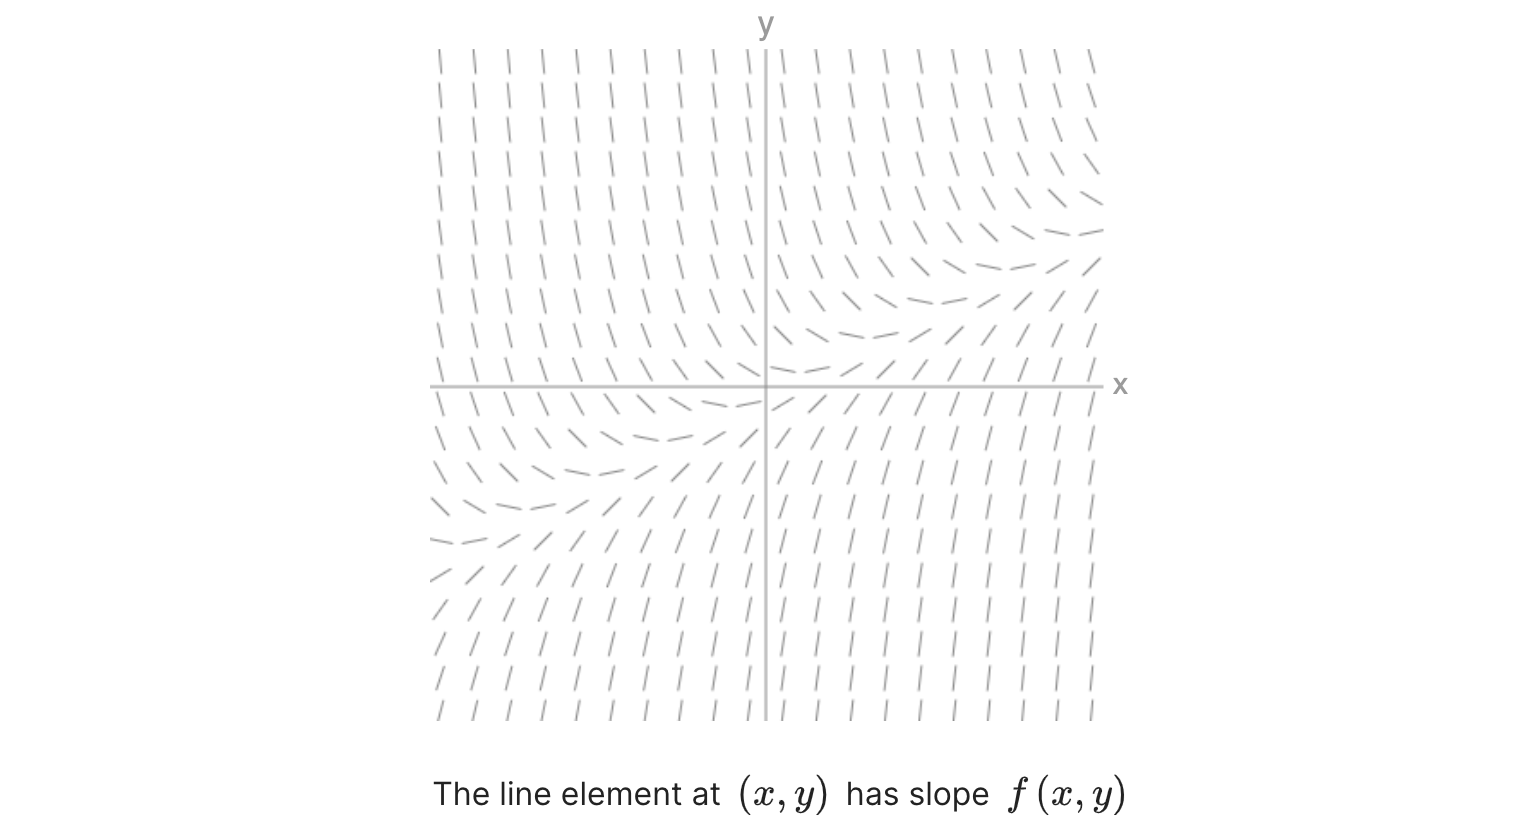 y
x
The line element at (x, y) has slope f (x, y)